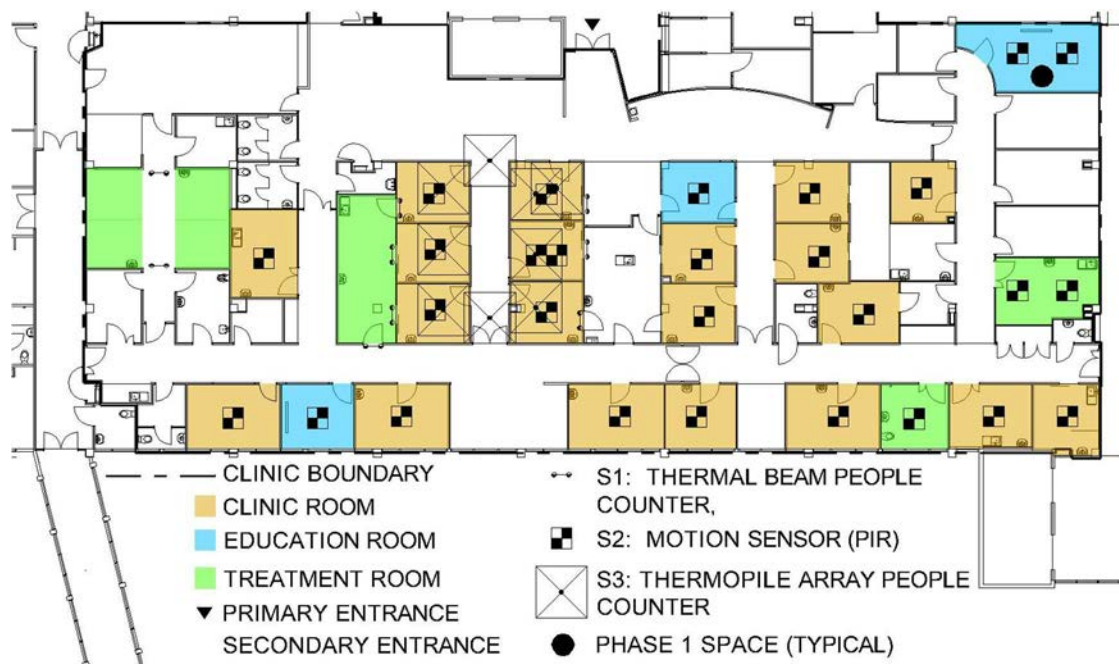 CLINIC BOUNDARY
CLINIC ROOM
EDUCATION ROOM
TREATMENT ROOM
PRIMARY ENTRANCE
SECONDARY ENTRANCE
S1: THERMAL BEAM PEOPLE
COUNTER,
S2: MOTION SENSOR (PIR)
S3: THERMOPILE ARRAY PEOPLE
COUNTER
PHASE 1 SPACE (TYPICAL)